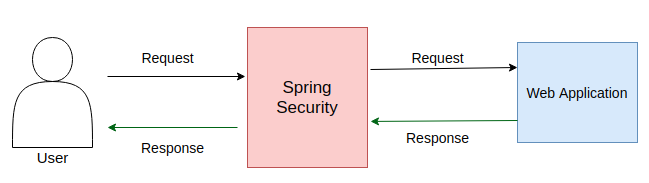 Request
Request
Spring
Security
Web Application
Response
Response
User